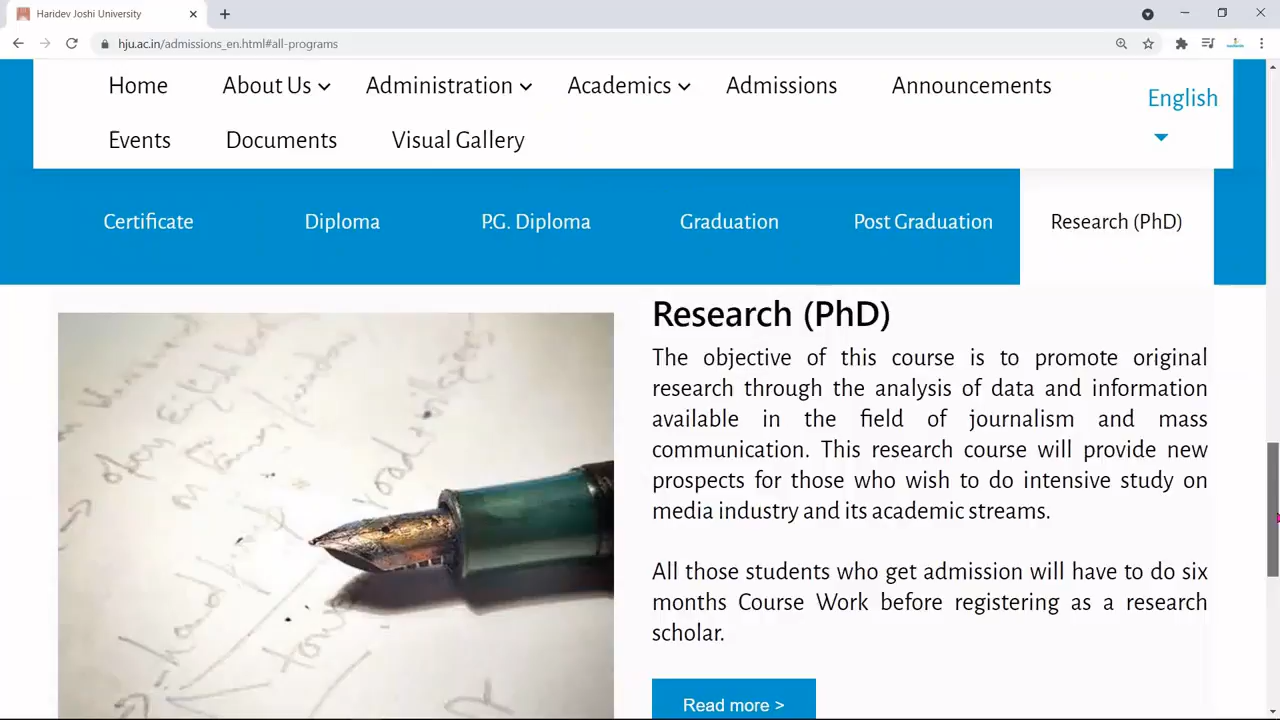 Haridev Joshi University
hju.ac.in/admissions_en.html#all-programs
Home About Us Administration Academics Admissions Announcements
English
Events Documents Visual Gallery
Certificate Diploma P.G. Diploma Graduation Post Graduation Research (PhD)
Research (PhD)
The objective of this course is to promote original
research through the analysis of data and information
available in the field of journalism and mass
communication. This research course will provide new
prospects for those who wish to do intensive study on
media industry and its academic streams.
All those students who get admission will have to do six
months Course Work before registering as a research
scholar.
Read more >